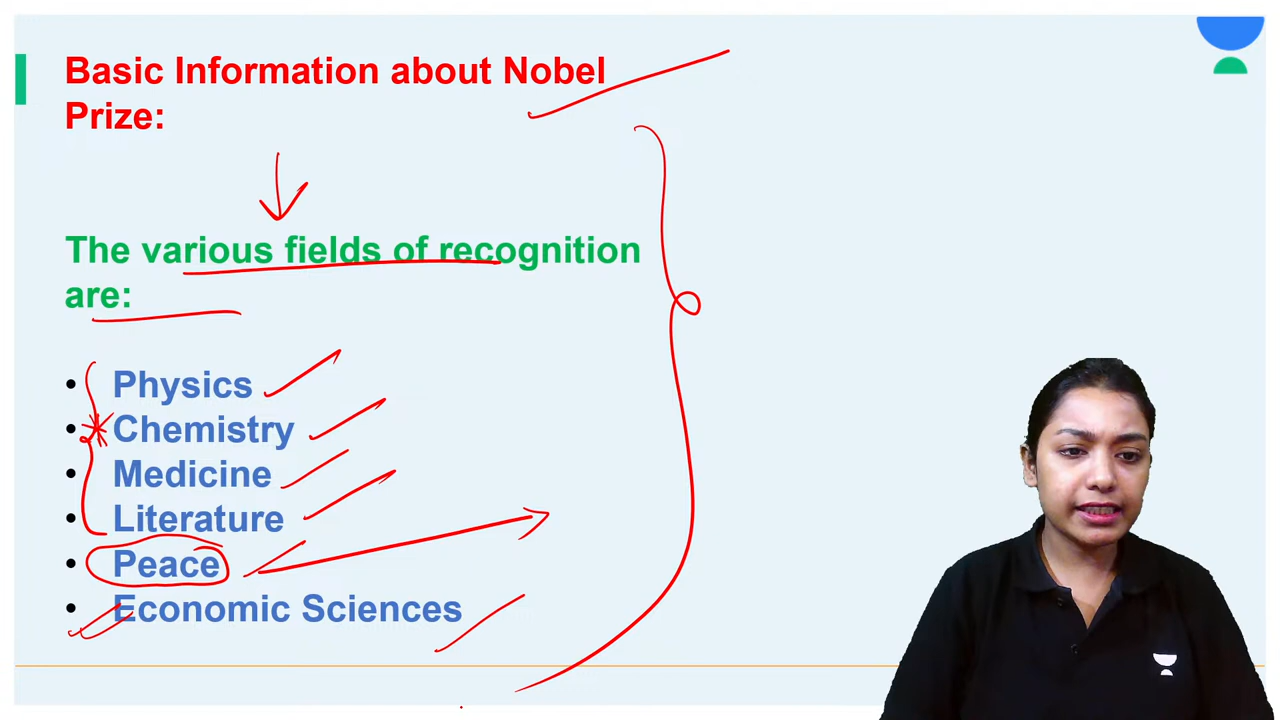 Basic Information about Nobel
Prize:
The various fields of recognition
are:
• Physics
• Chemistry
• Medicine
• Literature
• Peace
• Economic Sciences